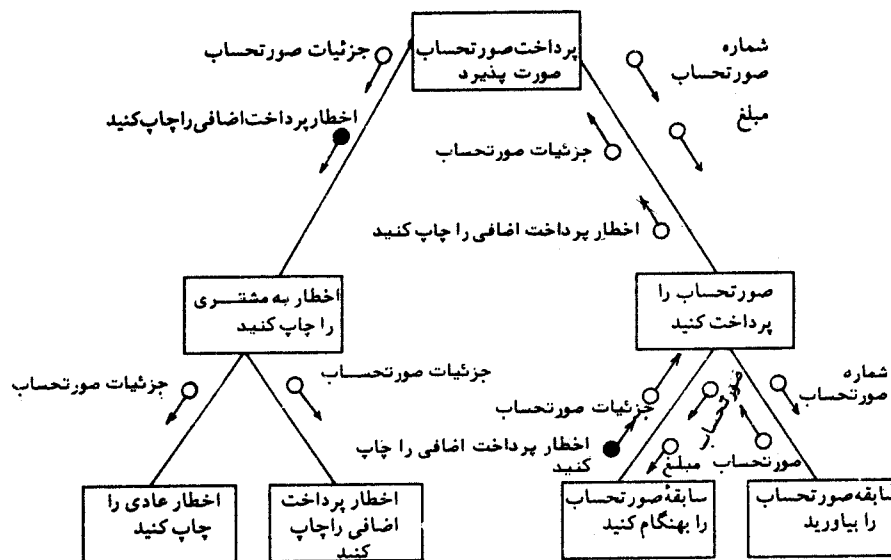 پرداخت صورتحساب
صورت پذیرد
شماره
صورتحساب
مبلغ
جزئیات صورتحساب
اخطار پرداخت اضافی را چاپ کنید
جزئیات صورتحساب
اخطار پرداخت اضافی را چاپ کنید
صورتحساب را
پرداخت کنید
اخطار به مشتری
را چاپ کنید
شماره
صورتحساب
صورتحساب
صورتحساب
مبلغ
جزئیات صورتحساب
اخطار پرداخت اضافی را چاپ
کنید
جزئیات صورتحساب
جزئیات صورتحساب
سابقه صورتحساب
را بیاورید
سابقهٔ صورتحساب
را بهنگام کنید
اخطار پرداخت
اضافی را چاپ
کنید
اخطار عادی را
چاپ کنید